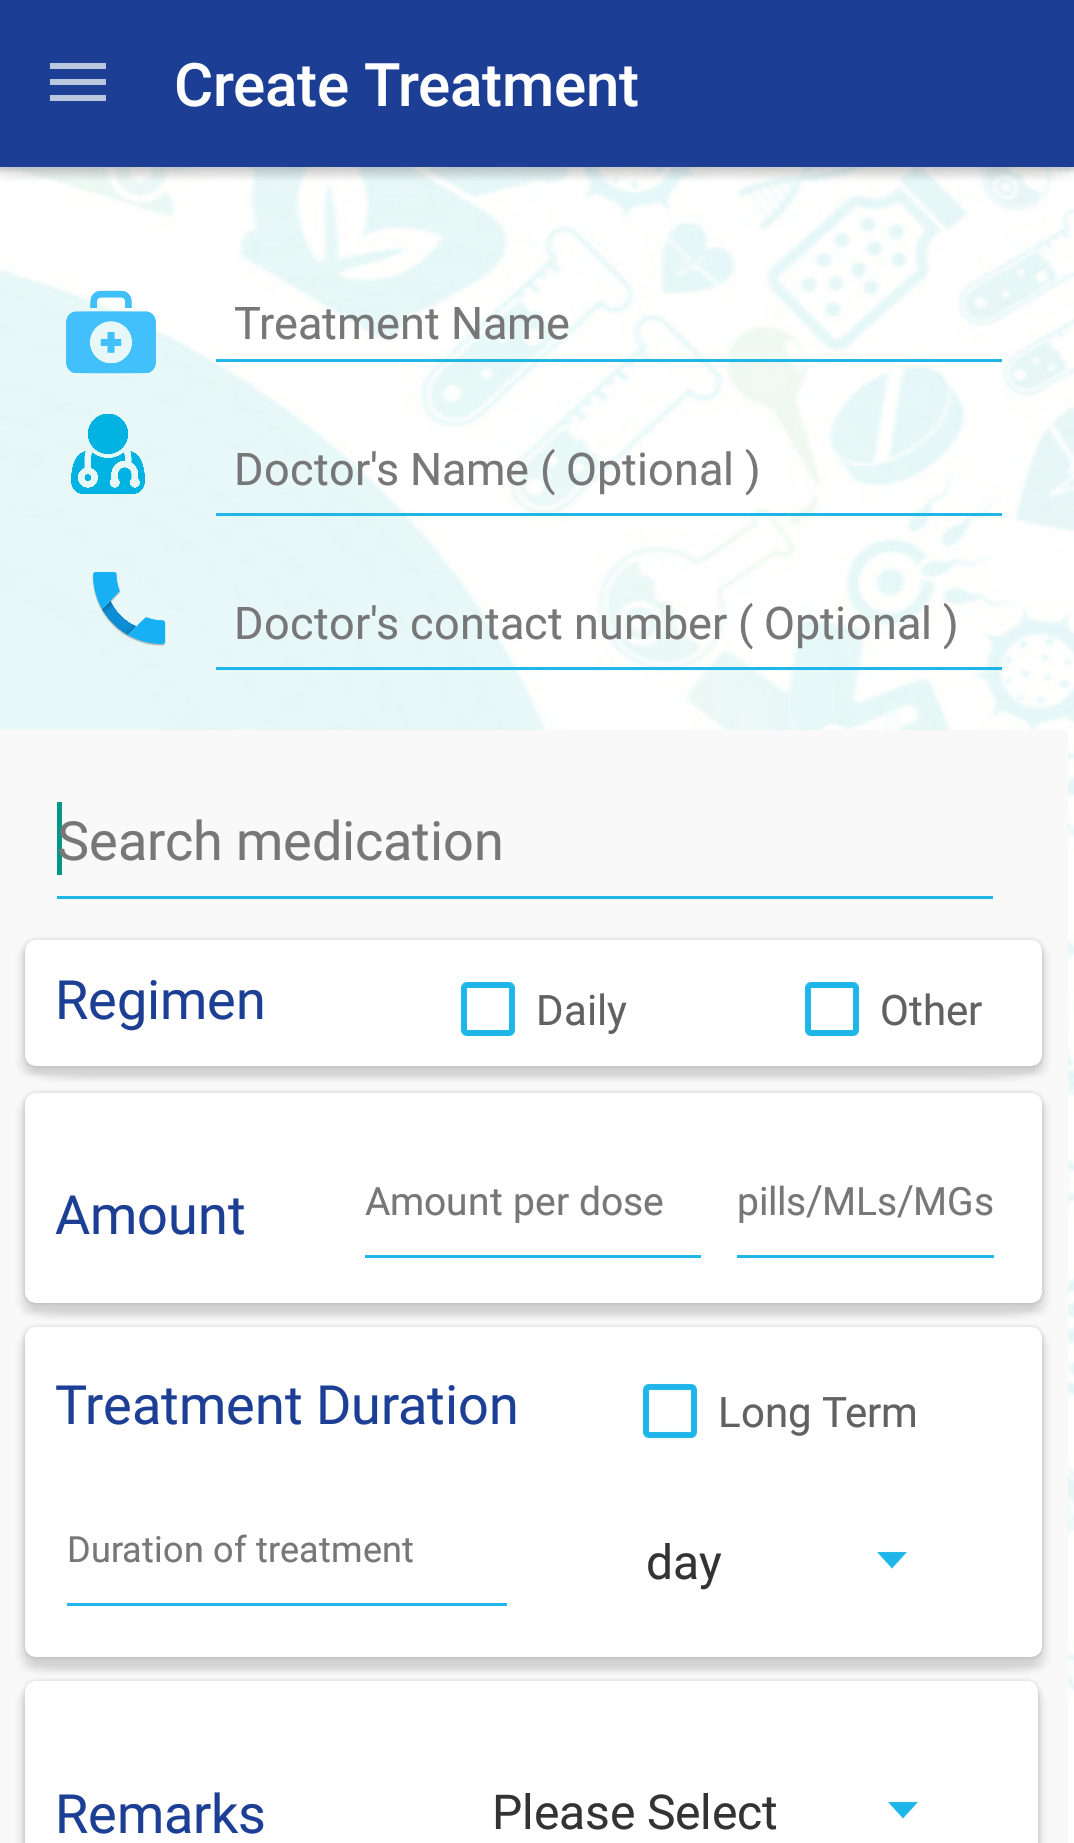 Create Treatment
Treatment Name
Doctor's Name ( Optional )
Doctor's contact number ( Optional )
Search medication
Regimen Daily Other
Amount Amount per dose pills/MLs/MGs
Treatment Duration Long Term
Duration of treatment day
Remarks Please Select